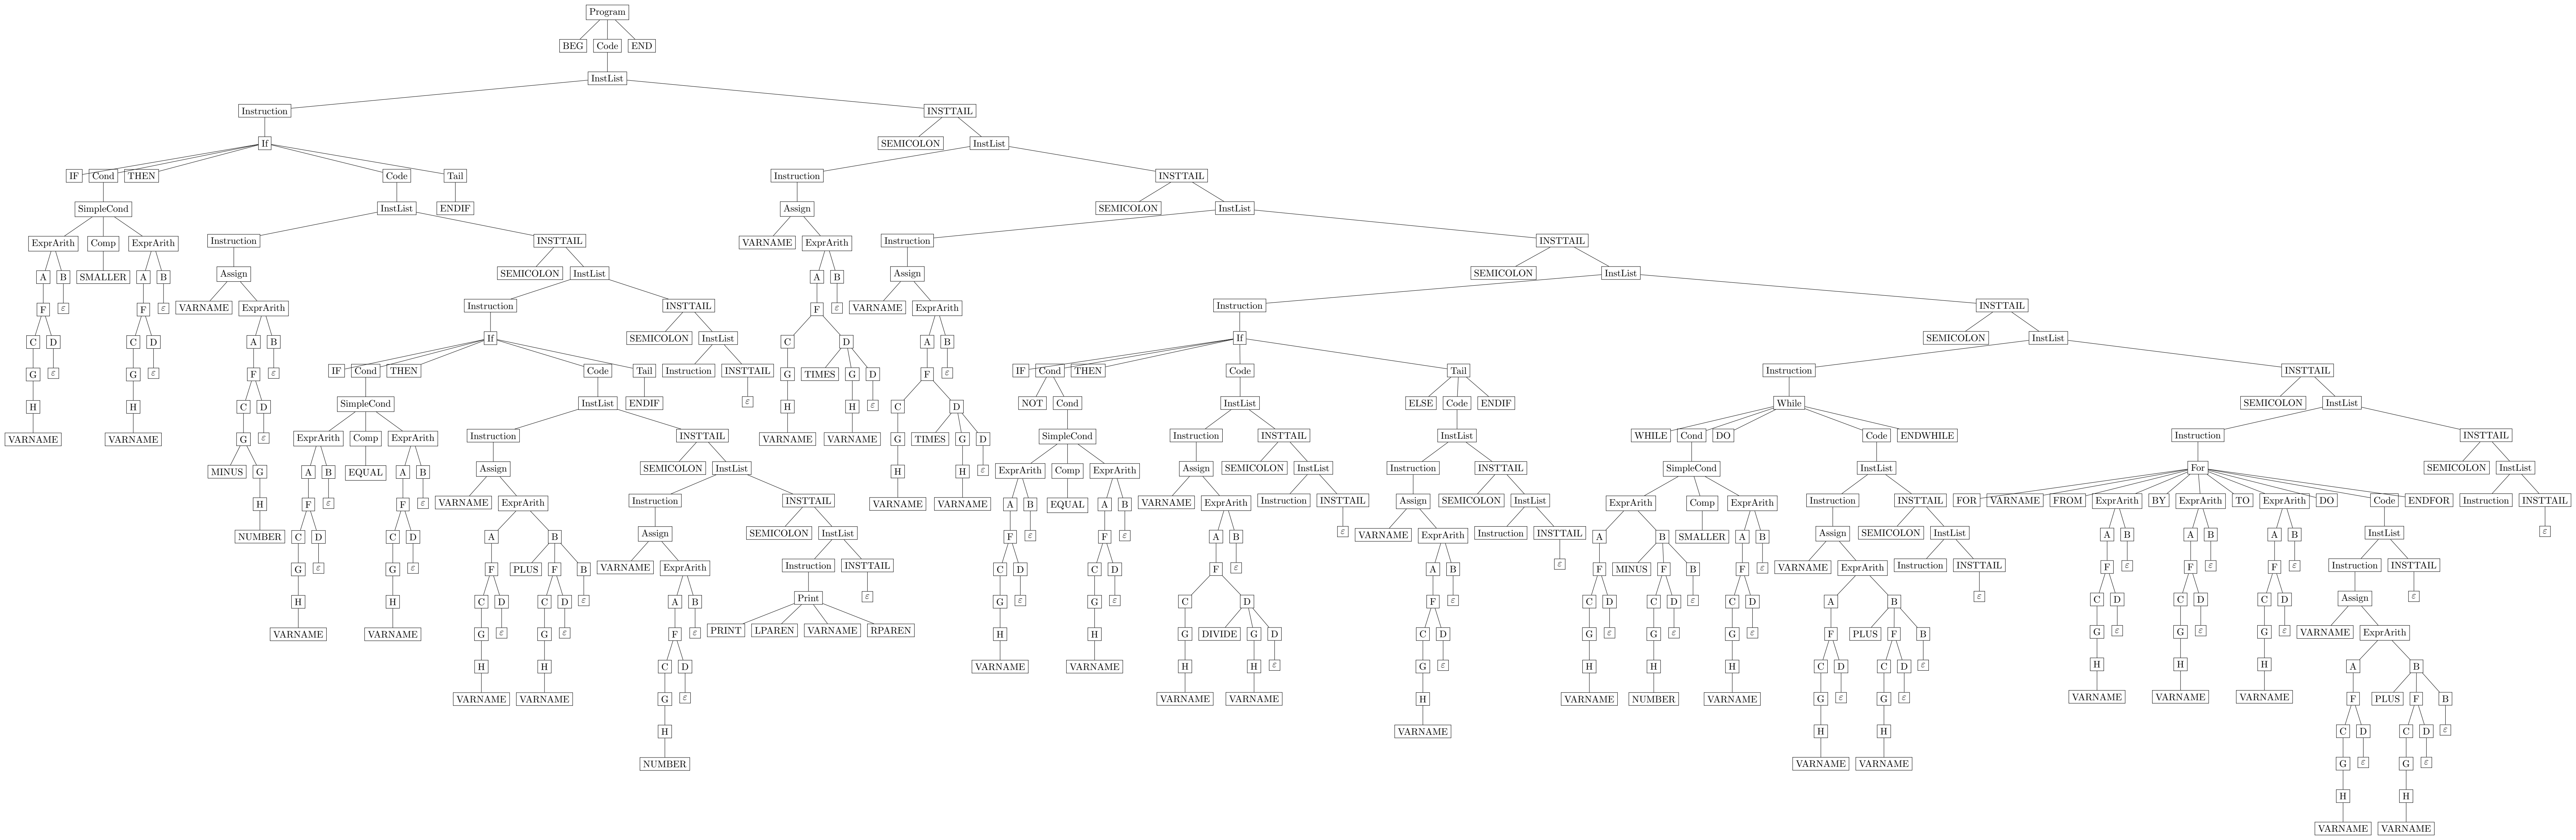 Program
BEG Code END
InstList
Instruction INSTTAIL
If SEMICOLON InstList
IF Cond THEN Code Tail Instruction INSTTAIL
SimpleCond InstList ENDIF Assign SEMICOLON InstList
ExprArith Comp ExprArith Instruction INSTTAIL VARNAME ExprArith Instruction INSTTAIL
A B SMALLER A B Assign SEMICOLON InstList A B Assign SEMICOLON InstList
F ε F ε VARNAME ExprArith Instruction INSTTAIL F ε VARNAME ExprArith Instruction INSTTAIL
C D C D A B If SEMICOLON InstList C D A B If SEMICOLON InstList
G ε G ε F ε IF Cond THEN Code Tail Instruction INSTTAIL G TIMES G D F ε IF Cond THEN Code Tail Instruction INSTTAIL
H H C D SimpleCond InstList ENDIF ε H H ε C D NOT Cond InstList ELSE Code ENDIF While SEMICOLON InstList
VARNAME VARNAME G ε ExprArith Comp ExprArith Instruction INSTTAIL VARNAME VARNAME G TIMES G D SimpleCond Instruction INSTTAIL InstList WHILE Cond DO Code ENDWHILE Instruction INSTTAIL
MINUS G A B EQUAL A B Assign SEMICOLON InstList H H ε ExprArith Comp ExprArith Assign SEMICOLON InstList Instruction INSTTAIL SimpleCond InstList For SEMICOLON InstList
H F ε F ε VARNAME ExprArith Instruction INSTTAIL VARNAME VARNAME A B EQUAL A B VARNAME ExprArith Instruction INSTTAIL Assign SEMICOLON InstList ExprArith Comp ExprArith Instruction INSTTAIL FOR VARNAME FROM ExprArith BY ExprArith TO ExprArith DO Code ENDFOR Instruction INSTTAIL
NUMBER C D C D A B Assign SEMICOLON InstList F ε F ε A B ε VARNAME ExprArith Instruction INSTTAIL A B SMALLER A B Assign SEMICOLON InstList A B A B A B InstList ε
G ε G ε F PLUS F B VARNAME ExprArith Instruction INSTTAIL C D C D F ε A B ε F MINUS F B F ε VARNAME ExprArith Instruction INSTTAIL F ε F ε F ε Instruction INSTTAIL
H H C D C D ε A B Print ε G ε G ε C D F ε C D C D ε C D A B ε C D C D C D Assign ε
VARNAME VARNAME G ε G ε F ε PRINT LPAREN VARNAME RPAREN H H G DIVIDE G D C D G ε G ε G ε F PLUS F B G ε G ε G ε VARNAME ExprArith
H H C D VARNAME VARNAME H H ε G ε H H H C D C D ε H H H A B
VARNAME VARNAME G ε VARNAME VARNAME H VARNAME NUMBER VARNAME G ε G ε VARNAME VARNAME VARNAME F PLUS F B
H VARNAME H H C D C D ε
NUMBER VARNAME VARNAME G ε G ε
H H
VARNAME VARNAME